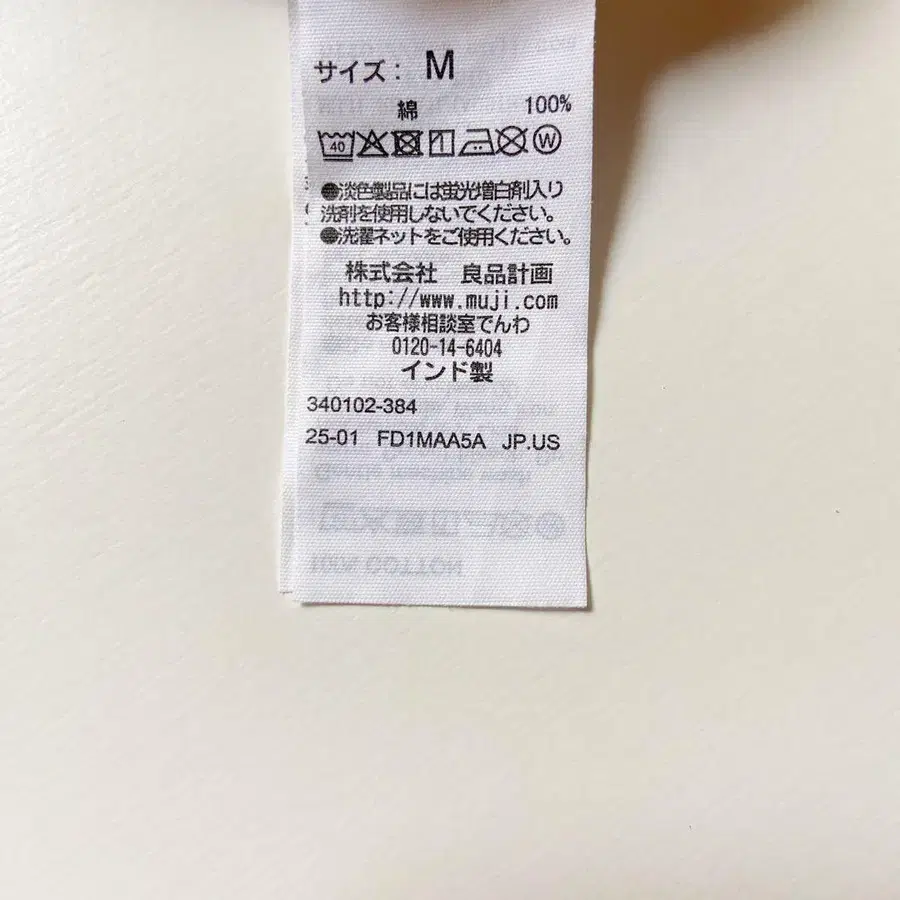 サイズ： M
綿 100%
40 W
●淡色製品には蛍光増白剤入り
洗剤を使用しないでください。
●洗濯ネットをご使用ください。
株式会社 良品計画
http://www.muji.com
お客様相談室でんわ
0120-14-6404
インド製
340102-384
25-01 FD1MAA5A JP.US
100% COTTON